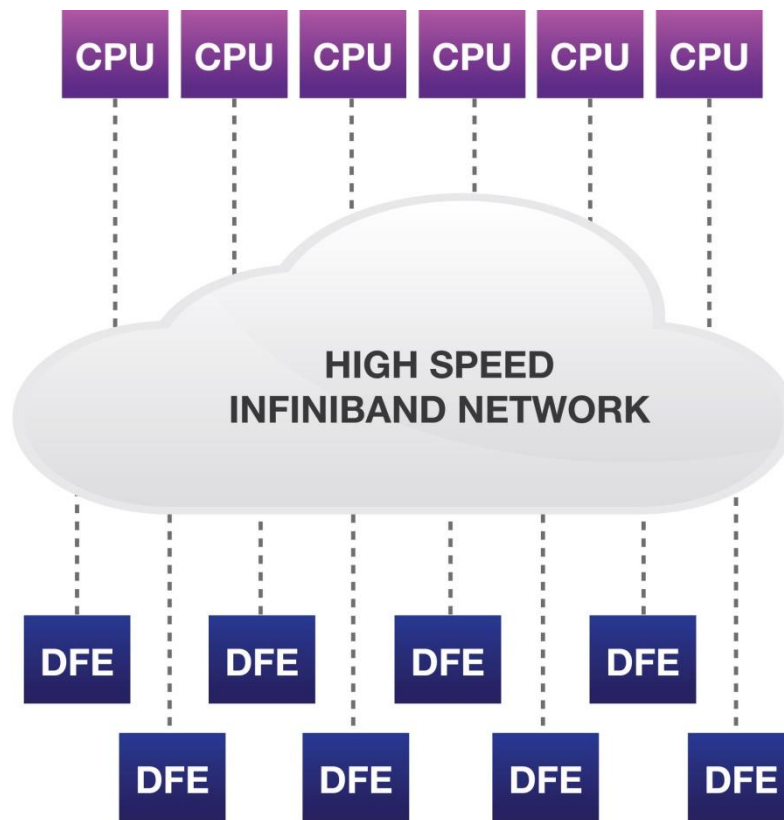 CPU CPU CPU CPU CPU CPU
HIGH SPEED
INFINIBAND NETWORK
DFE DFE DFE DFE
DFE DFE DFE DFE